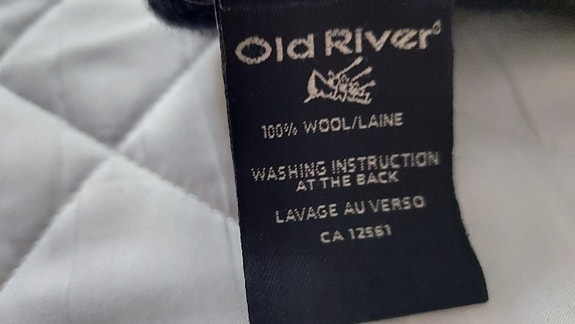 Old River
100% WOOL/LAINE
WASHING INSTRUCTION
AT THE BACK
LAVAGE AU VERSO
CA 12561